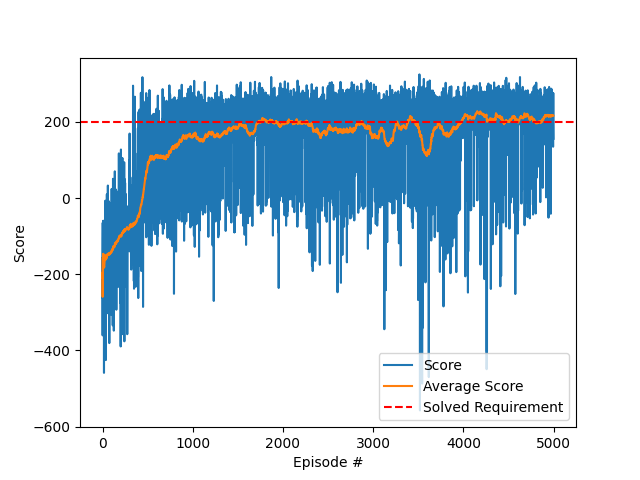 200
0
−200
−400
−600
Score
0
1000
2000
3000
4000
5000
Episode #
Score
Average Score
Solved Requirement